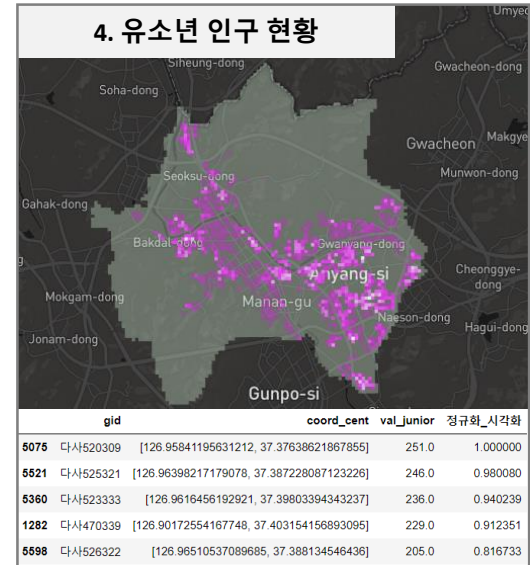 4. 유소년 인구 현황
Siheung-dong
Gwacheon-dong
Soha-dong
Gwacheon
Makgye
Munwon-dong
Seoksu-dong
Gahak-dong
Bakdal-dong
Gwanyang-dong
Anyang-si
Cheonggye-
dong
Mokgam-dong
Manan-gu
Naeson-dong
Hagui-dong
Jonam-dong
Gunpo-si
gid coord_cent val_junior 정규화_시각화
5075 다사520309 [126.95841195631212, 37.37638621867855] 251.0 1.000000
5521 다사525321 [126.96398217179078, 37.387228087123226] 246.0 0.980080
5360 다사523333 [126.9616456192921, 37.39803394343237] 236.0 0.940239
1282 다사470339 [126.90172554167748, 37.403154156893095] 229.0 0.912351
5598 다사526322 [126.96510537089685, 37.388134546436] 205.0 0.816733